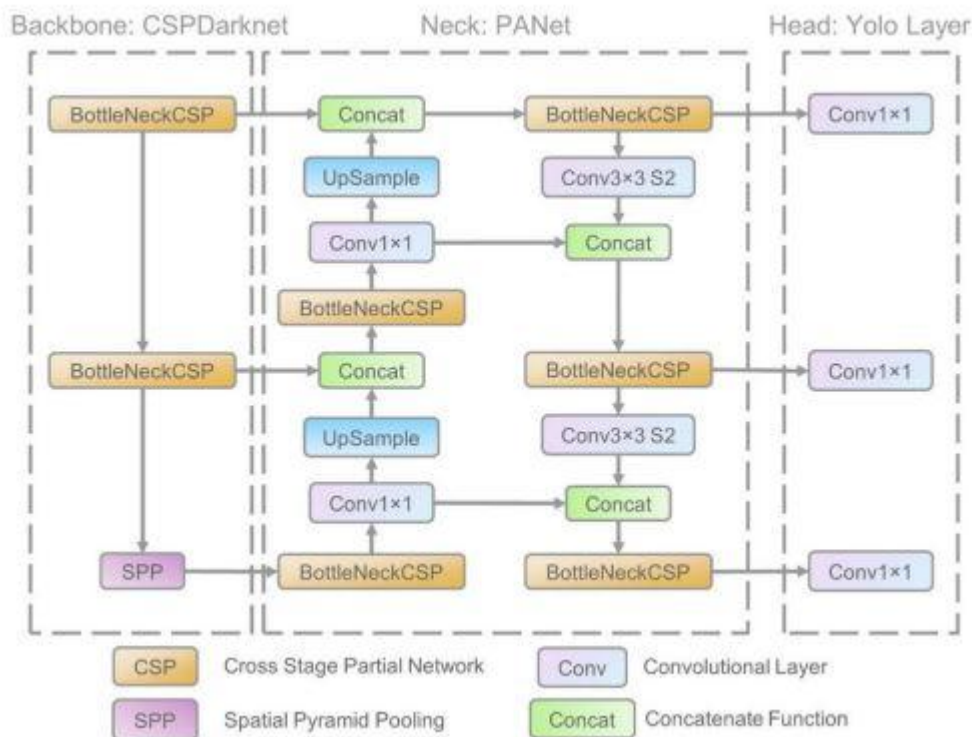 Backbone: CSPDarknet
Neck: PANet
Head: Yolo Layer
BottleNeckCSP
Concat
BottleNeckCSP
Conv1×1
UpSample
Conv3×3 S2
Conv1×1
Concat
BottleNeckCSP
BottleNeckCSP
Concat
BottleNeckCSP
Conv1×1
UpSample
Conv3×3 S2
Conv1×1
Concat
SPP
BottleNeckCSP
BottleNeckCSP
Conv1×1
CSP
Cross Stage Partial Network
Conv
Convolutional Layer
SPP
Spatial Pyramid Pooling
Concat
Concatenate Function